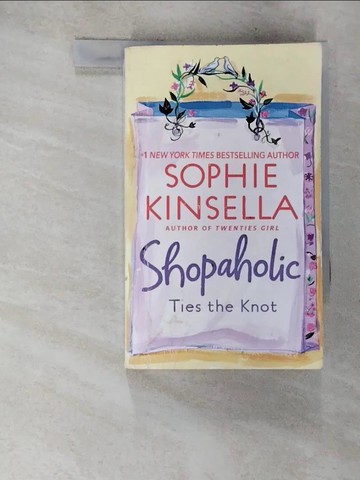 #1 NEW YORK TIMES BESTSELLING AUTHOR
SOPHIE
KINSELLA
AUTHOR OF TWENTIES GIRL
Shopaholic
Ties the Knot